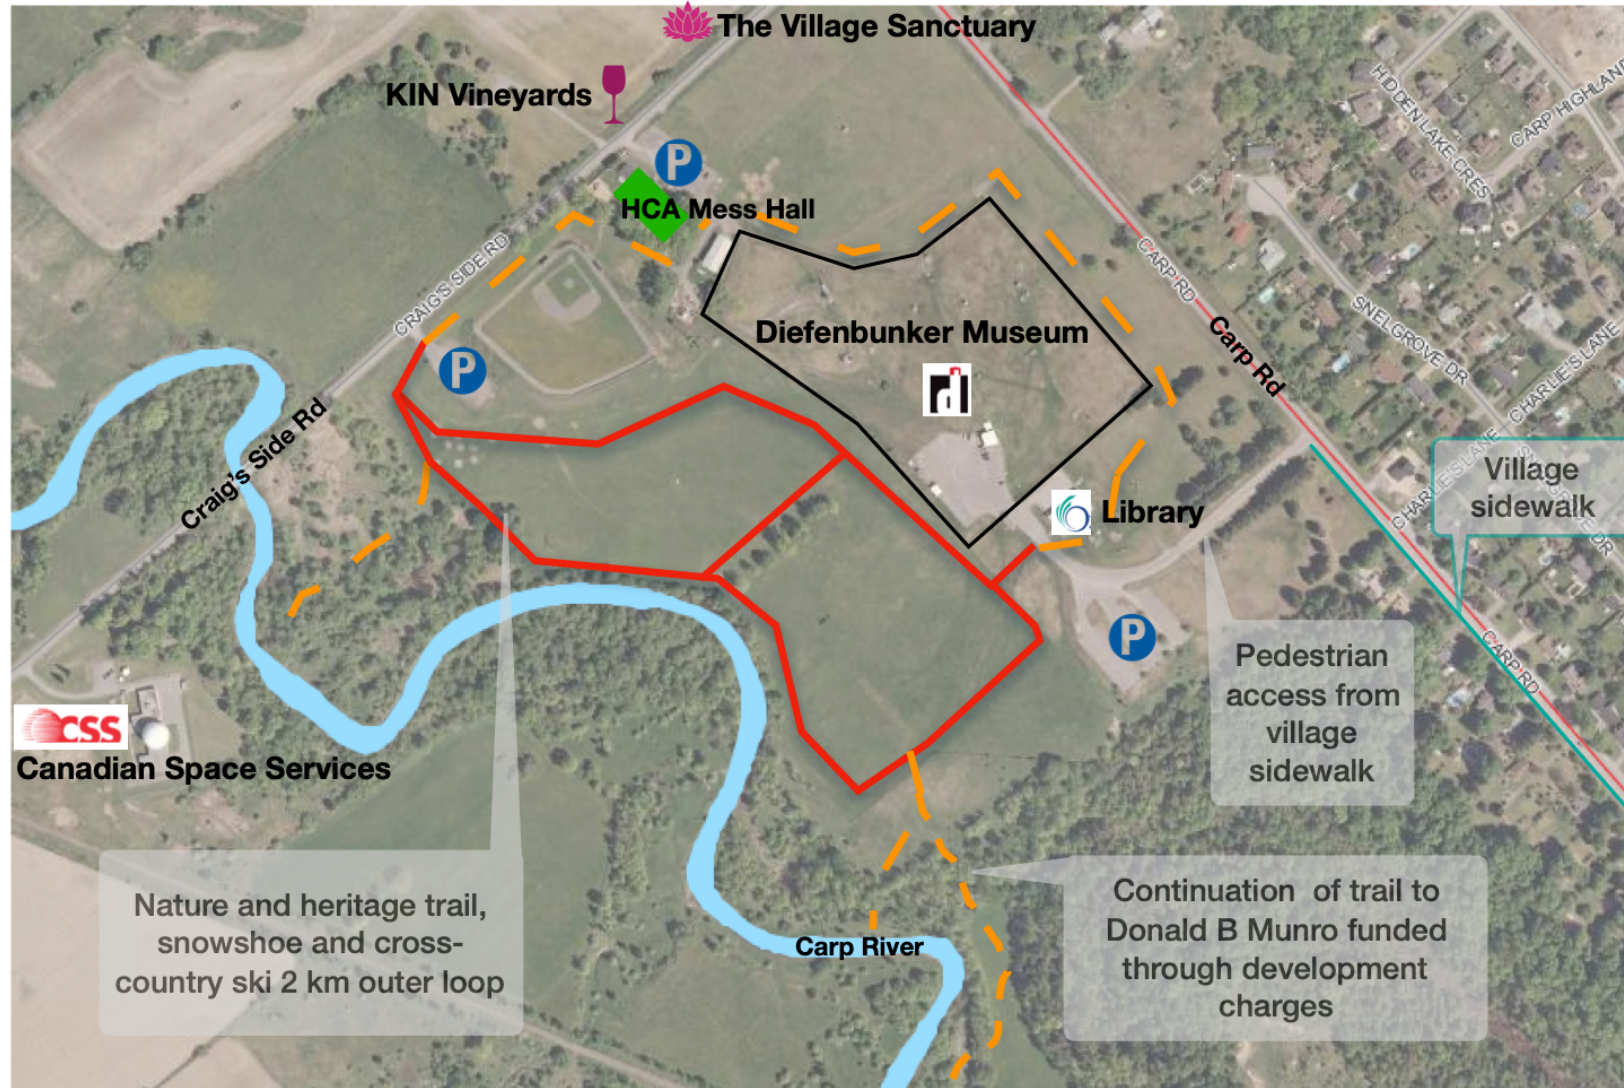 The Village Sanctuary
KIN Vineyards
P
HCA Mess Hall
HIDDEN LAKE CRES
CARP HIGHLAN
CRAIG'S SIDE RD
CARP RD
Diefenbunker Museum
Carp Rd
SNELGROVE DR
CHARLIE'S LANE
P
d
Craig's Side Rd
CHARLIE'S LANE
Village
sidewalk
Library
P
Pedestrian
access from
village
sidewalk
CARP RD
CSS
Canadian Space Services
Nature and heritage trail,
snowshoe and cross-
country ski 2 km outer loop
Carp River
Continuation of trail to
Donald B Munro funded
through development
charges